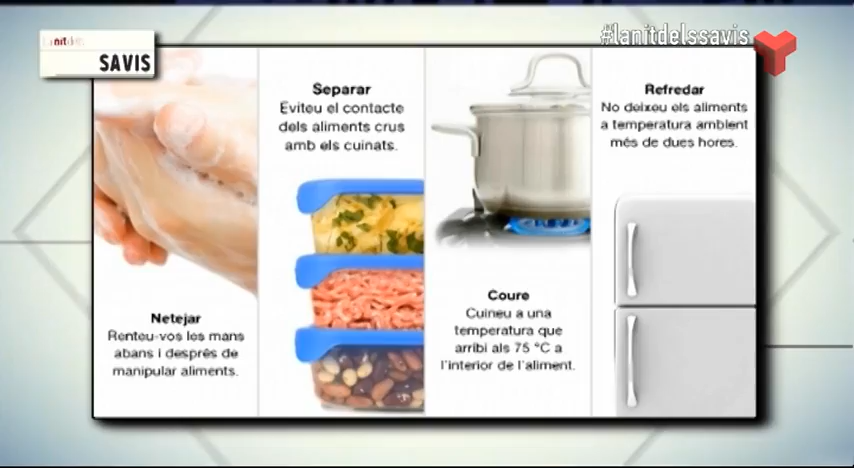 #lanitdelssavis
SAVIS
Netejar
Renteu-vos les mans
abans i després de
manipular aliments.
Separar
Eviteu el contacte
dels aliments crus
amb els cuinats.
Coure
Cuineu a una
temperatura que
arribi als 75 °C a
l'interior de l'aliment.
Refredar
No deixeu els aliments
a temperatura ambient
més de dues hores.